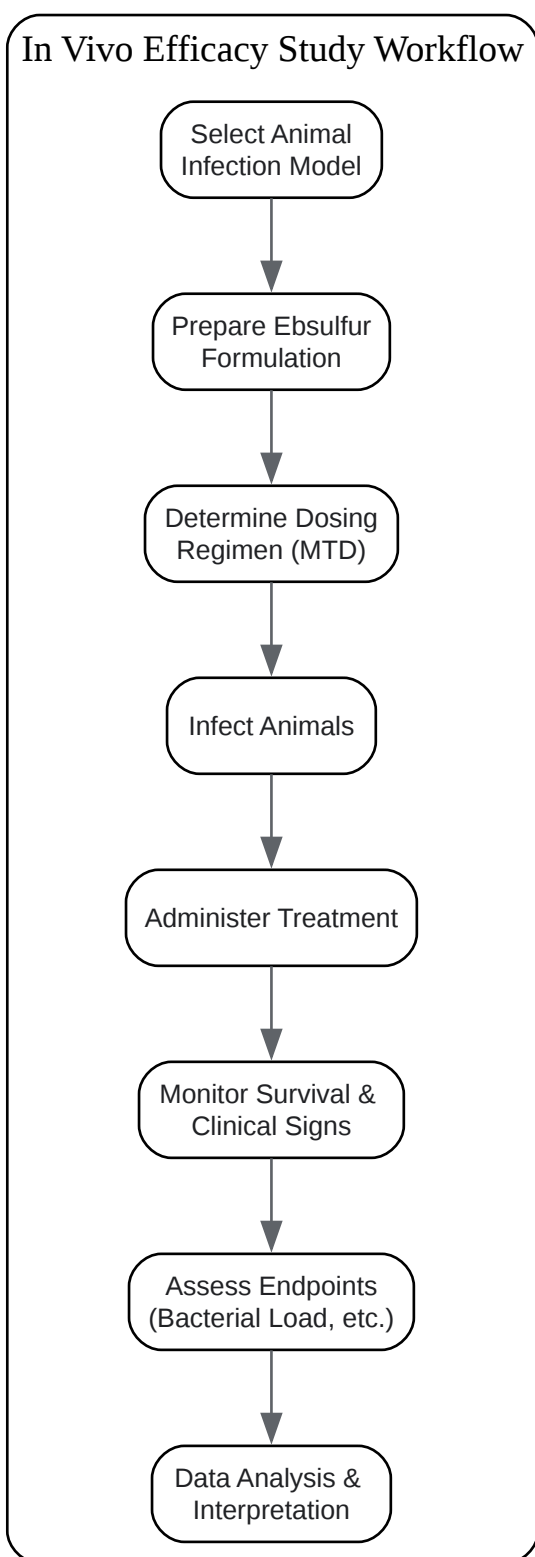 In Vivo Efficacy Study Workflow
Select Animal
Infection Model
Prepare Ebsulfur
Formulation
Determine Dosing
Regimen (MTD)
Infect Animals
Administer Treatment
Monitor Survival &
Clinical Signs
Assess Endpoints
(Bacterial Load, etc.)
Data Analysis &
Interpretation